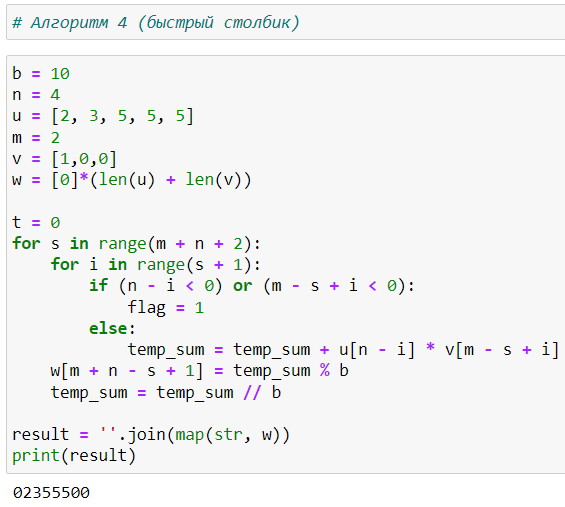 # Алгоритм 4 (быстрый столбик)
b = 10
n = 4
u = [2, 3, 5, 5, 5]
m = 2
v = [1,0,0]
w = [0]*(len(u) + len(v))
t = 0
for s in range(m + n + 2):
    for i in range(s + 1):
        if (n - i < 0) or (m - s + i < 0):
            flag = 1
        else:
            temp_sum = temp_sum + u[n - i] * v[m - s + i]
    w[m + n - s + 1] = temp_sum % b
    temp_sum = temp_sum // b
result = ''.join(map(str, w))
print(result)
02355500